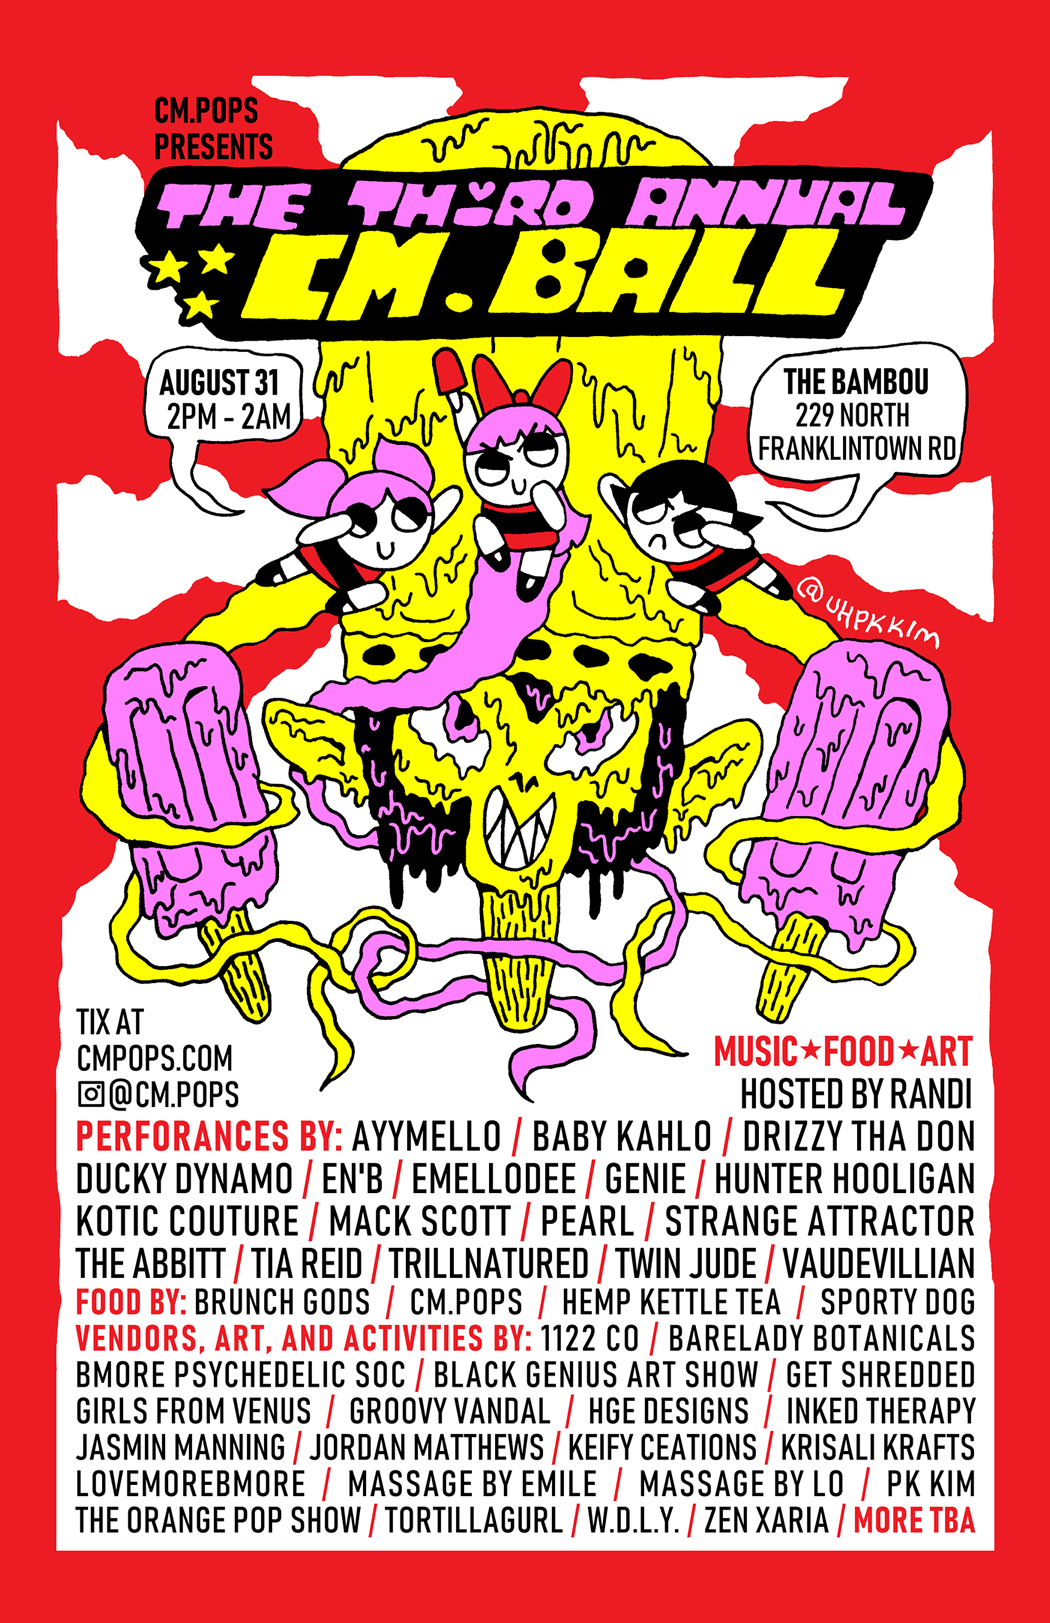 CM.POPS
PRESENTS
THE THIRD ANNUAL
CM.BALL
AUGUST 31
2PM - 2AM
THE BAMBOU
229 NORTH
FRANKLINTOWN RD
@UHPKKIM
TIX AT
CMPOPS.COM
@CM.POPS
MUSIC★FOOD★ART
HOSTED BY RANDI
PERFORANCES BY: AYYMELLO / BABY KAHLO / DRIZZY THA DON
DUCKY DYNAMO / EN'B / EMELLODEE / GENIE / HUNTER HOOLIGAN
KOTIC COUTURE / MACK SCOTT / PEARL / STRANGE ATTRACTOR
THE ABBITT / TIA REID / TRILLNATURED / TWIN JUDE / VAUDEVILLIAN
FOOD BY: BRUNCH GODS / CM.POPS / HEMP KETTLE TEA / SPORTY DOG
VENDORS, ART, AND ACTIVITIES BY: 1122 CO / BARELADY BOTANICALS
BMORE PSYCHEDELIC SOC / BLACK GENIUS ART SHOW / GET SHREDDED
GIRLS FROM VENUS / GROOVY VANDAL / HGE DESIGNS / INKED THERAPY
JASMIN MANNING / JORDAN MATTHEWS / KEIFY CEATIONS / KRISALI KRAFTS
LOVEMOREBMORE / MASSAGE BY EMILE / MASSAGE BY LO / PK KIM
THE ORANGE POP SHOW / TORTILLAGURL / W.D.L.Y. / ZEN XARIA / MORE TBA